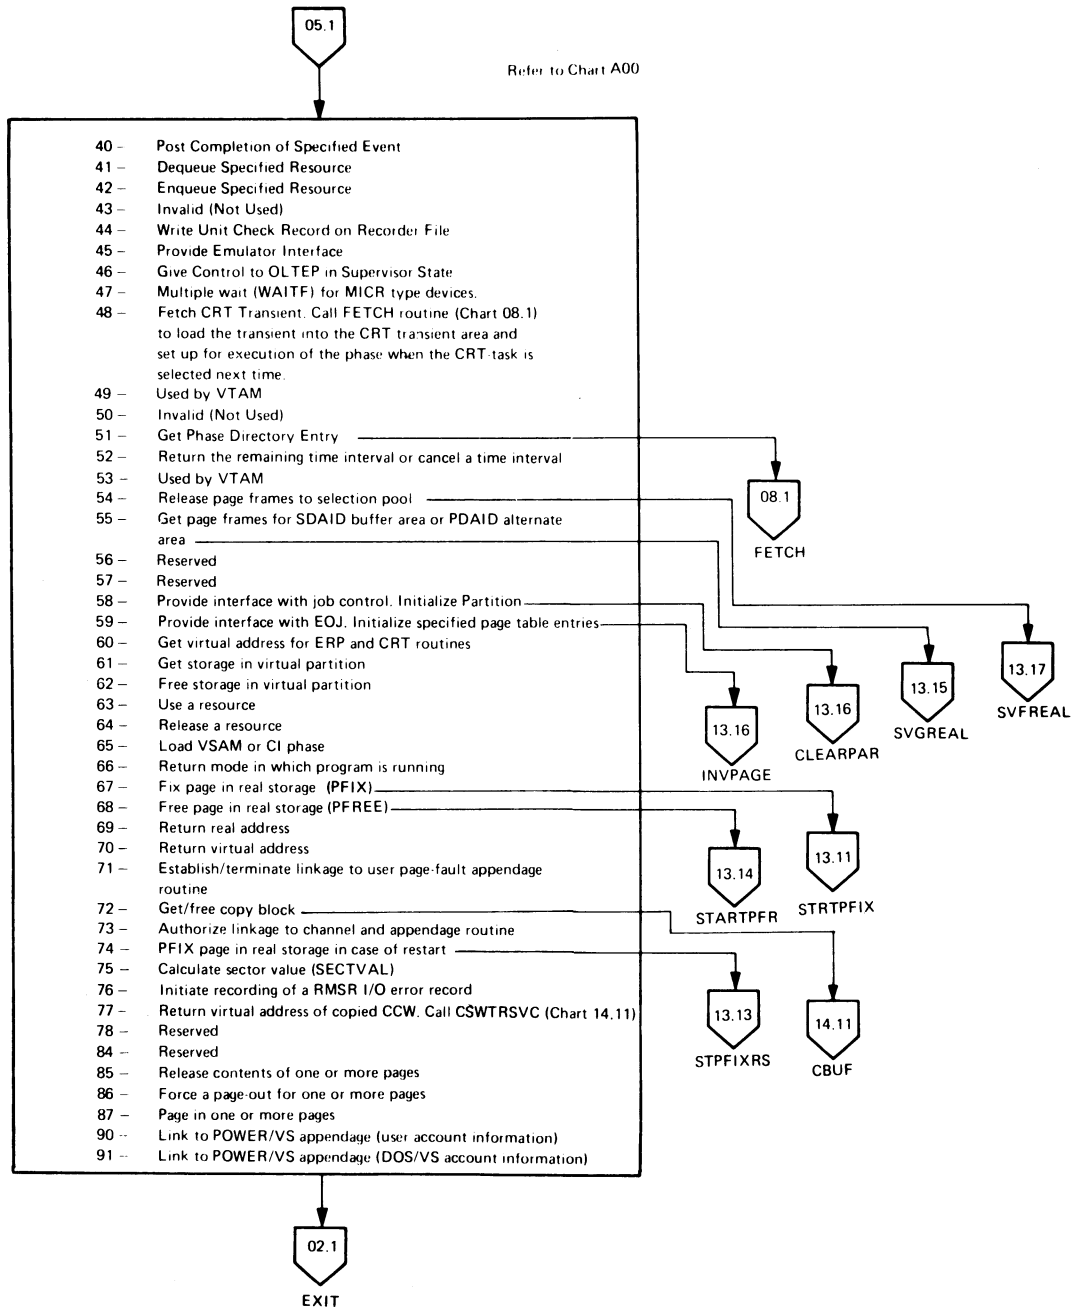 05.1
Refer to Chart A00
40 – Post Completion of Specified Event
41 – Dequeue Specified Resource
42 – Enqueue Specified Resource
43 – Invalid (Not Used)
44 – Write Unit Check Record on Recorder File
45 – Provide Emulator Interface
46 – Give Control to OLTEP in Supervisor State
47 – Multiple wait (WAITF) for MICR type devices.
48 – Fetch CRT Transient. Call FETCH routine (Chart 08.1)
to load the transient into the CRT transient area and
set up for execution of the phase when the CRT task is
selected next time.
49 – Used by VTAM
50 – Invalid (Not Used)
51 – Get Phase Directory Entry
52 – Return the remaining time interval or cancel a time interval
53 – Used by VTAM
54 – Release page frames to selection pool
55 – Get page frames for SDAID buffer area or PDAID alternate
area
56 – Reserved
57 – Reserved
58 – Provide interface with job control. Initialize Partition
59 – Provide interface with EOJ. Initialize specified page table entries
60 – Get virtual address for ERP and CRT routines
61 – Get storage in virtual partition
62 – Free storage in virtual partition
63 – Use a resource
64 – Release a resource
65 – Load VSAM or CI phase
66 – Return mode in which program is running
67 – Fix page in real storage (PFIX)
68 – Free page in real storage (PFREE)
69 – Return real address
70 – Return virtual address
71 – Establish/terminate linkage to user page-fault appendage
routine
72 – Get/free copy block
73 – Authorize linkage to channel and appendage routine
74 – PFIX page in real storage in case of restart
75 – Calculate sector value (SECTVAL)
76 – Initiate recording of a RMSR I/O error record
77 – Return virtual address of copied CCW. Call CSWTRSVC (Chart 14.11)
78 – Reserved
84 – Reserved
85 – Release contents of one or more pages
86 – Force a page-out for one or more pages
87 – Page in one or more pages
90 – Link to POWER/VS appendage (user account information)
91 – Link to POWER/VS appendage (DOS/VS account information)
08.1
FETCH
13.17
SVFREAL
13.15
SVGREAL
13.16
CLEARPAR
13.16
INVPAGE
13.11
STRTPFIX
13.14
STARTPFR
13.13
STPFIXRS
14.11
CBUF
02.1
EXIT